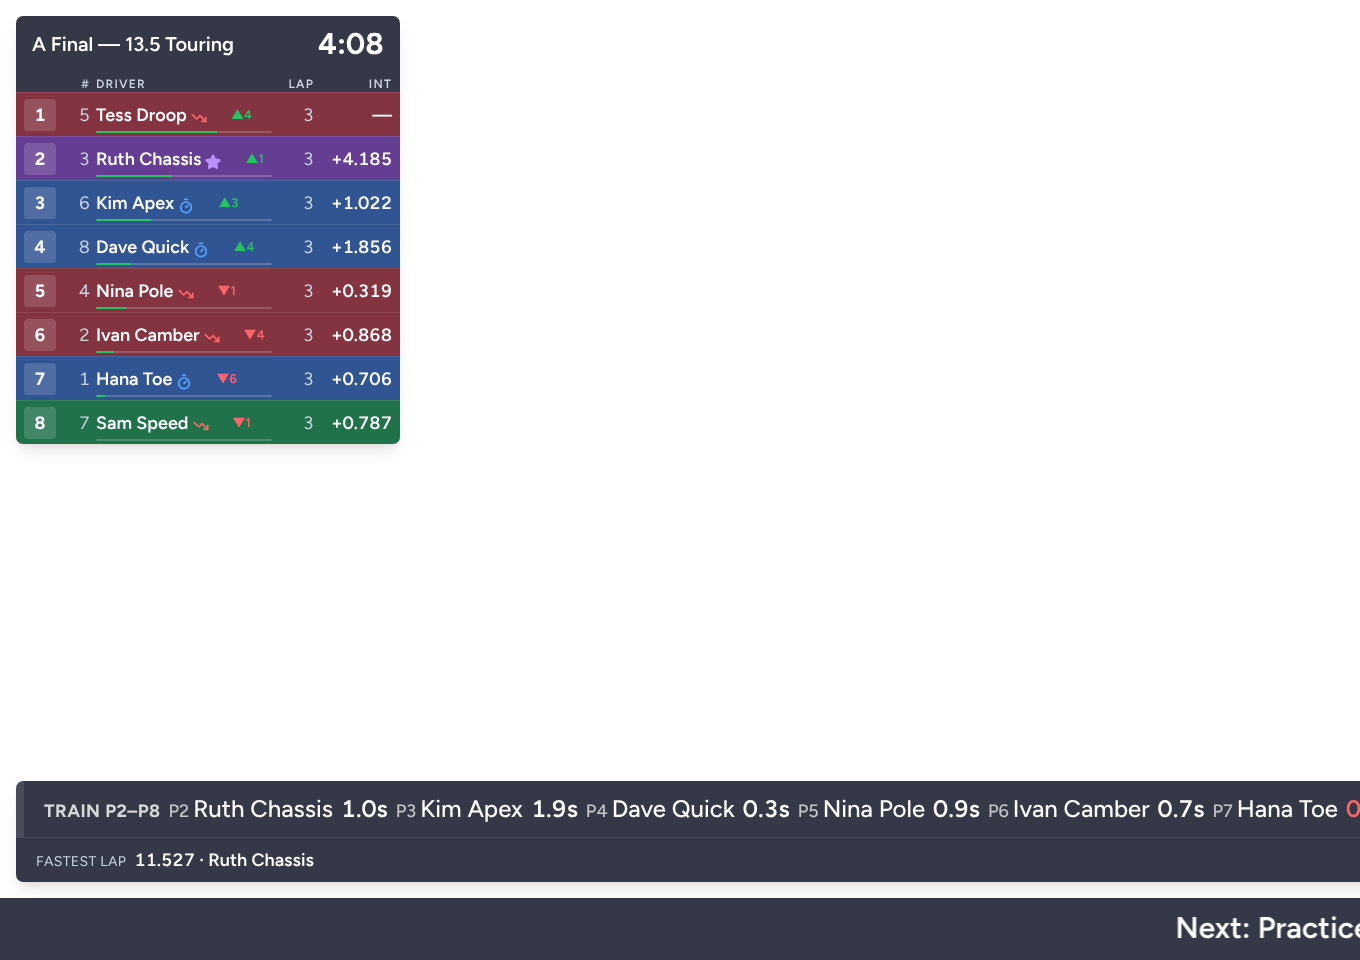 A Final — 13.5 Touring 4:08
# DRIVER LAP INT
1 5 Tess Droop ▲4 3 —
2 3 Ruth Chassis ▲1 3 +4.185
3 6 Kim Apex ▲3 3 +1.022
4 8 Dave Quick ▲4 3 +1.856
5 4 Nina Pole ▼1 3 +0.319
6 2 Ivan Camber ▼4 3 +0.868
7 1 Hana Toe ▼6 3 +0.706
8 7 Sam Speed ▼1 3 +0.787
TRAIN P2–P8 P2 Ruth Chassis 1.0s P3 Kim Apex 1.9s P4 Dave Quick 0.3s P5 Nina Pole 0.9s P6 Ivan Camber 0.7s P7 Hana Toe
FASTEST LAP 11.527 · Ruth Chassis
Next: Practice